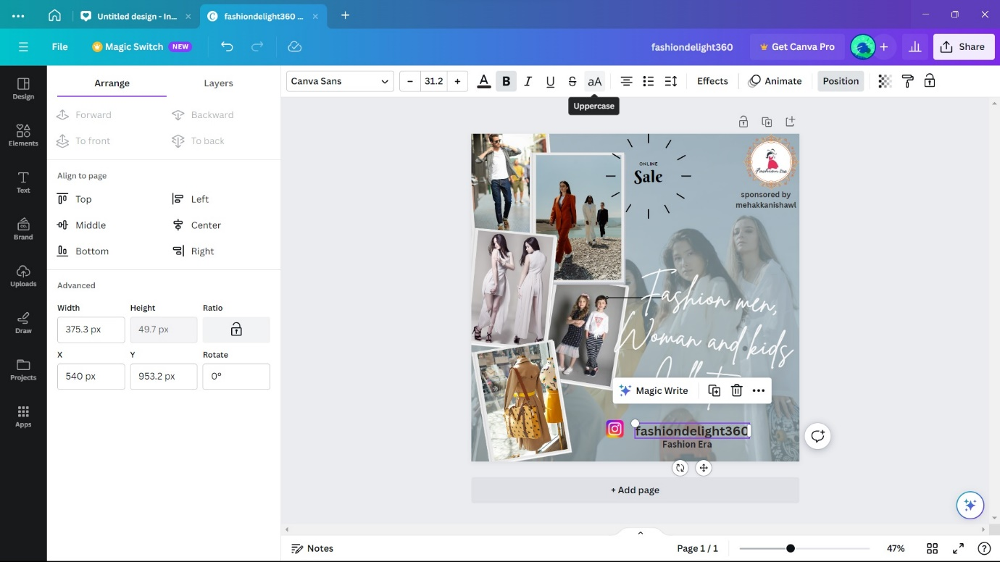 Untitled design - In...
fashiondelight360 ...
File
Magic Switch NEW
fashiondelight360
Get Canva Pro
Share
Arrange
Layers
Canva Sans
31.2
B
I
U
S
aA
Effects
Animate
Position
Uppercase
Forward
Backward
To front
To back
Align to page
Top
Left
Middle
Center
Bottom
Right
Advanced
Width
Height
Ratio
375.3 px
49.7 px
X
Y
Rotate
540 px
953.2 px
0°
Design
Elements
Text
Brand
Uploads
Draw
Projects
Apps
ONLINE
Sale
Fashion Era
sponsored by
mehakkanishawl
Fashion men,
Woman and kids
Magic Write
fashiondelight360
Fashion Era
+ Add page
Notes
Page 1 / 1
47%